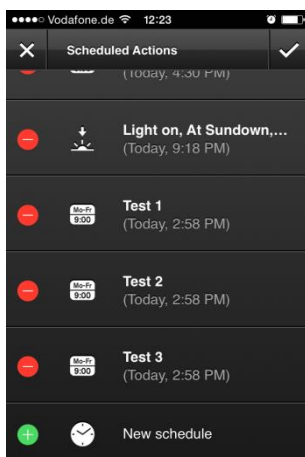 Vodafone.de 12:23
Scheduled Actions
(Today, 4:30 PM)
Light on, At Sundown,...
(Today, 9:18 PM)
Mo-Fr
9:00
Test 1
(Today, 2:58 PM)
Mo-Fr
9:00
Test 2
(Today, 2:58 PM)
Mo-Fr
9:00
Test 3
(Today, 2:58 PM)
New schedule